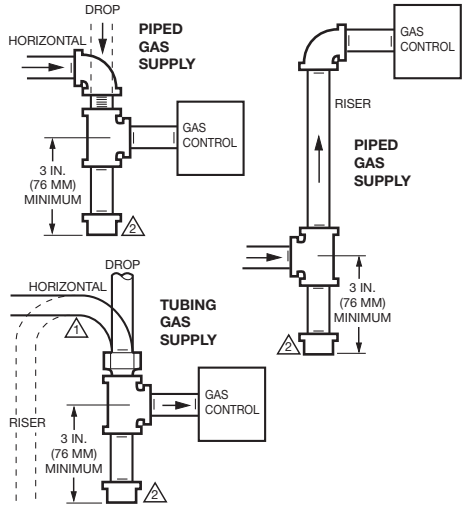 DROP
HORIZONTAL
PIPED
GAS
SUPPLY
GAS
CONTROL
3 IN.
(76 MM)
MINIMUM
2
GAS
CONTROL
RISER
PIPED
GAS
SUPPLY
3 IN.
(76 MM)
MINIMUM
2
DROP
HORIZONTAL
TUBING
GAS
SUPPLY
1
GAS
CONTROL
RISER
3 IN.
(76 MM)
MINIMUM
2